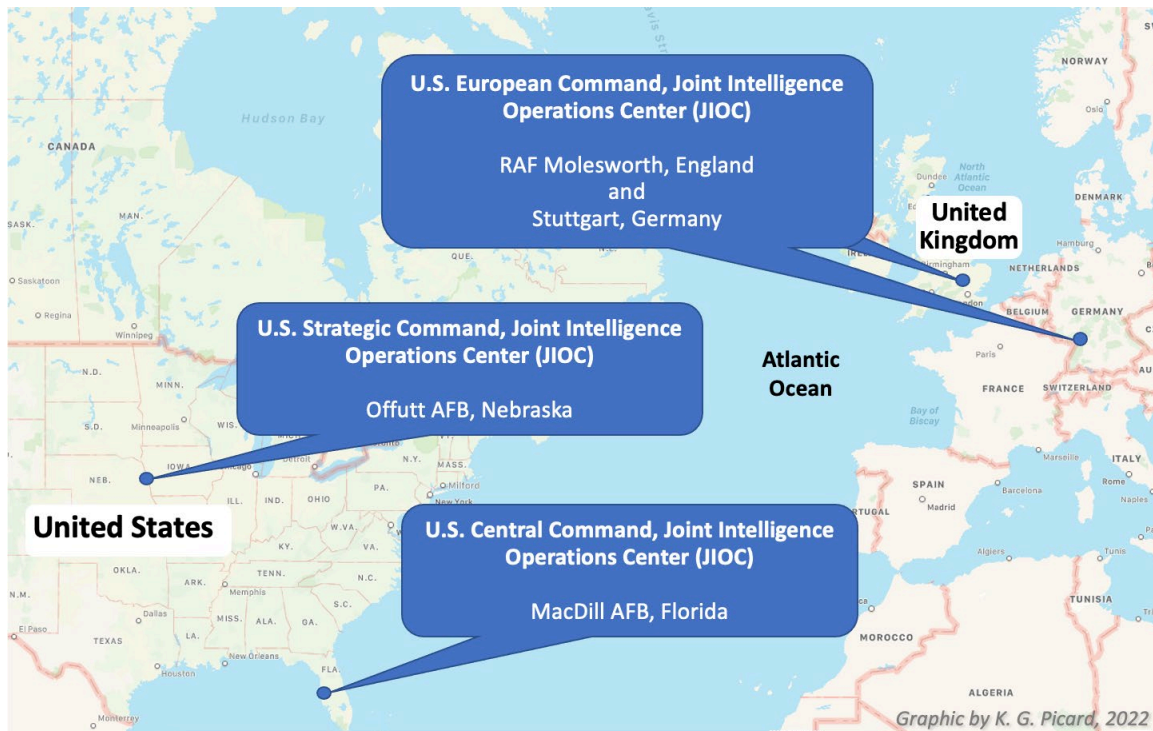 U.S. European Command, Joint Intelligence
Operations Center (JIOC)
RAF Molesworth, England
and
Stuttgart, Germany
United
Kingdom
U.S. Strategic Command, Joint Intelligence
Operations Center (JIOC)
Offutt AFB, Nebraska
Atlantic
Ocean
United States
U.S. Central Command, Joint Intelligence
Operations Center (JIOC)
MacDill AFB, Florida
Hudson Bay
CANADA
MAN.
SASK.
Saskatoon
Regina
Winnipeg
QUE.
N.D.
MINN.
S.D.
Minneapolis
WIS.
IOWA
NEB.
Detroit
N.Y.
MASS.
Milford
New York
PA.
ILL.
IND.
OHIO
W.VA.
VA.
KY.
N.C.
TENN.
OKLA.
ARK.
Memphis
S.C.
MISS.
ALA.
GA.
N.M.
Dallas
El Paso
TEXAS
LA.
New Orleans
Houston
FLA.
Monterrey
NORWAY
Oslo
North
Atlantic
Ocean
Dundee
DENMARK
Hamburg
Birmingham
NETHERLANDS
BELGIUM
GERMANY
Paris
FRANCE
SWITZERLAND
Bay of
Biscay
Marseille
ITALY
Rome
Naples
SPAIN
Madrid
Barcelona
Algiers
Tunis
TUNISIA
MOROCCO
ALGERIA
Graphic by K. G. Picard, 2022